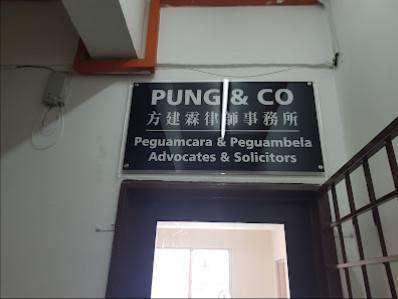 PUNG & CO
方建霖律師事務所
Peguamcara & Peguambela
Advocates & Solicitors